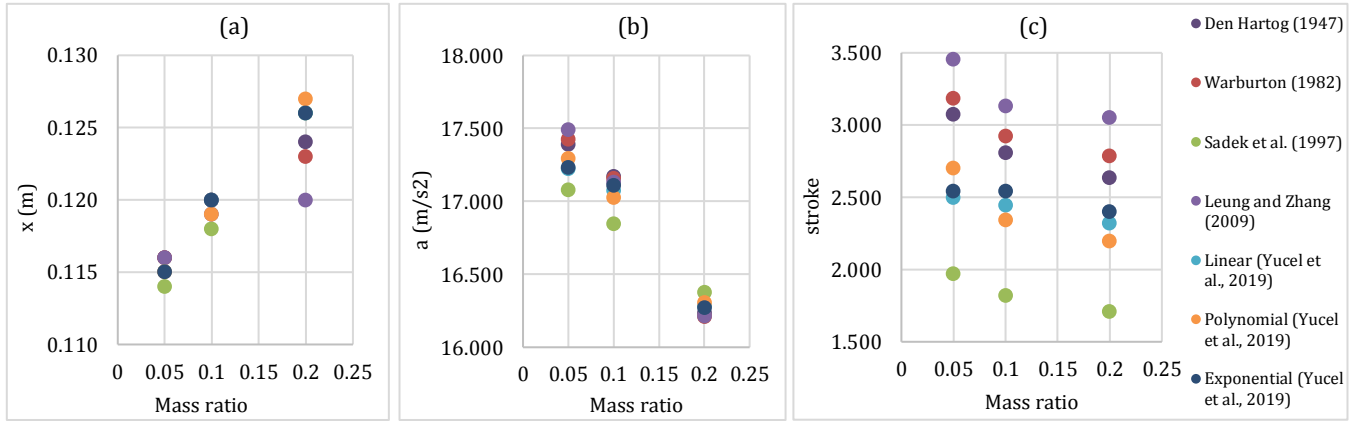 (a)
0.130
0.125
0.120
0.115
0.110
0 0.05 0.1 0.15 0.2 0.25
x (m)
Mass ratio
(b)
18.000
17.500
17.000
16.500
16.000
0 0.05 0.1 0.15 0.2 0.25
a (m/s2)
Mass ratio
(c)
3.500
3.000
2.500
2.000
1.500
0 0.05 0.1 0.15 0.2 0.25
stroke
Mass ratio
Den Hartog (1947)
Warburton (1982)
Sadek et al. (1997)
Leung and Zhang
(2009)
Linear (Yucel et
al., 2019)
Polynomial (Yucel
et al., 2019)
Exponential (Yucel
et al., 2019)